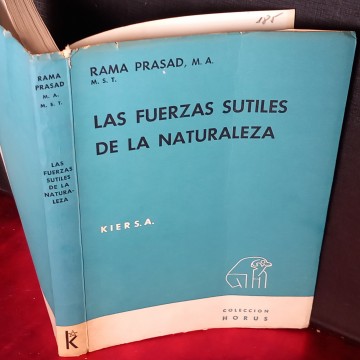 RAMA PRASAD, M. A.
M. S. T.
LAS FUERZAS SUTILES
DE LA NATURALEZA
KIER S.A.
COLECCION
HORUS
RAMA
PRASAD
M. A.
M. S. T.
LAS
FUERZAS
SUTILES
DE LA
NATURA-
LEZA
K
185